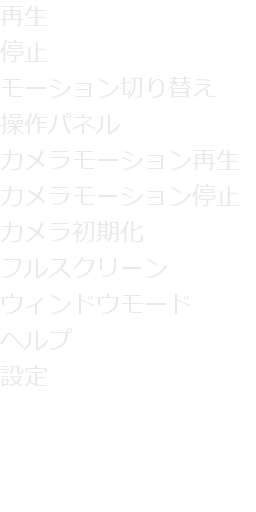 再生
停止
モーション切り替え
操作パネル
カメラモーション再生
カメラモーション停止
カメラ初期化
フルスクリーン
ウィンドウモード
ヘルプ
設定